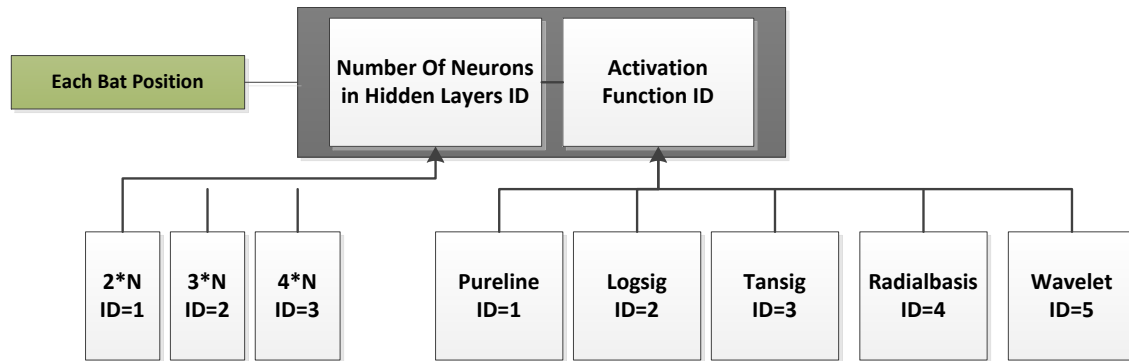 Each Bat Position
Number Of Neurons
in Hidden Layers ID
Activation
Function ID
2*N
ID=1
3*N
ID=2
4*N
ID=3
Pureline
ID=1
Logsig
ID=2
Tansig
ID=3
Radialbasis
ID=4
Wavelet
ID=5